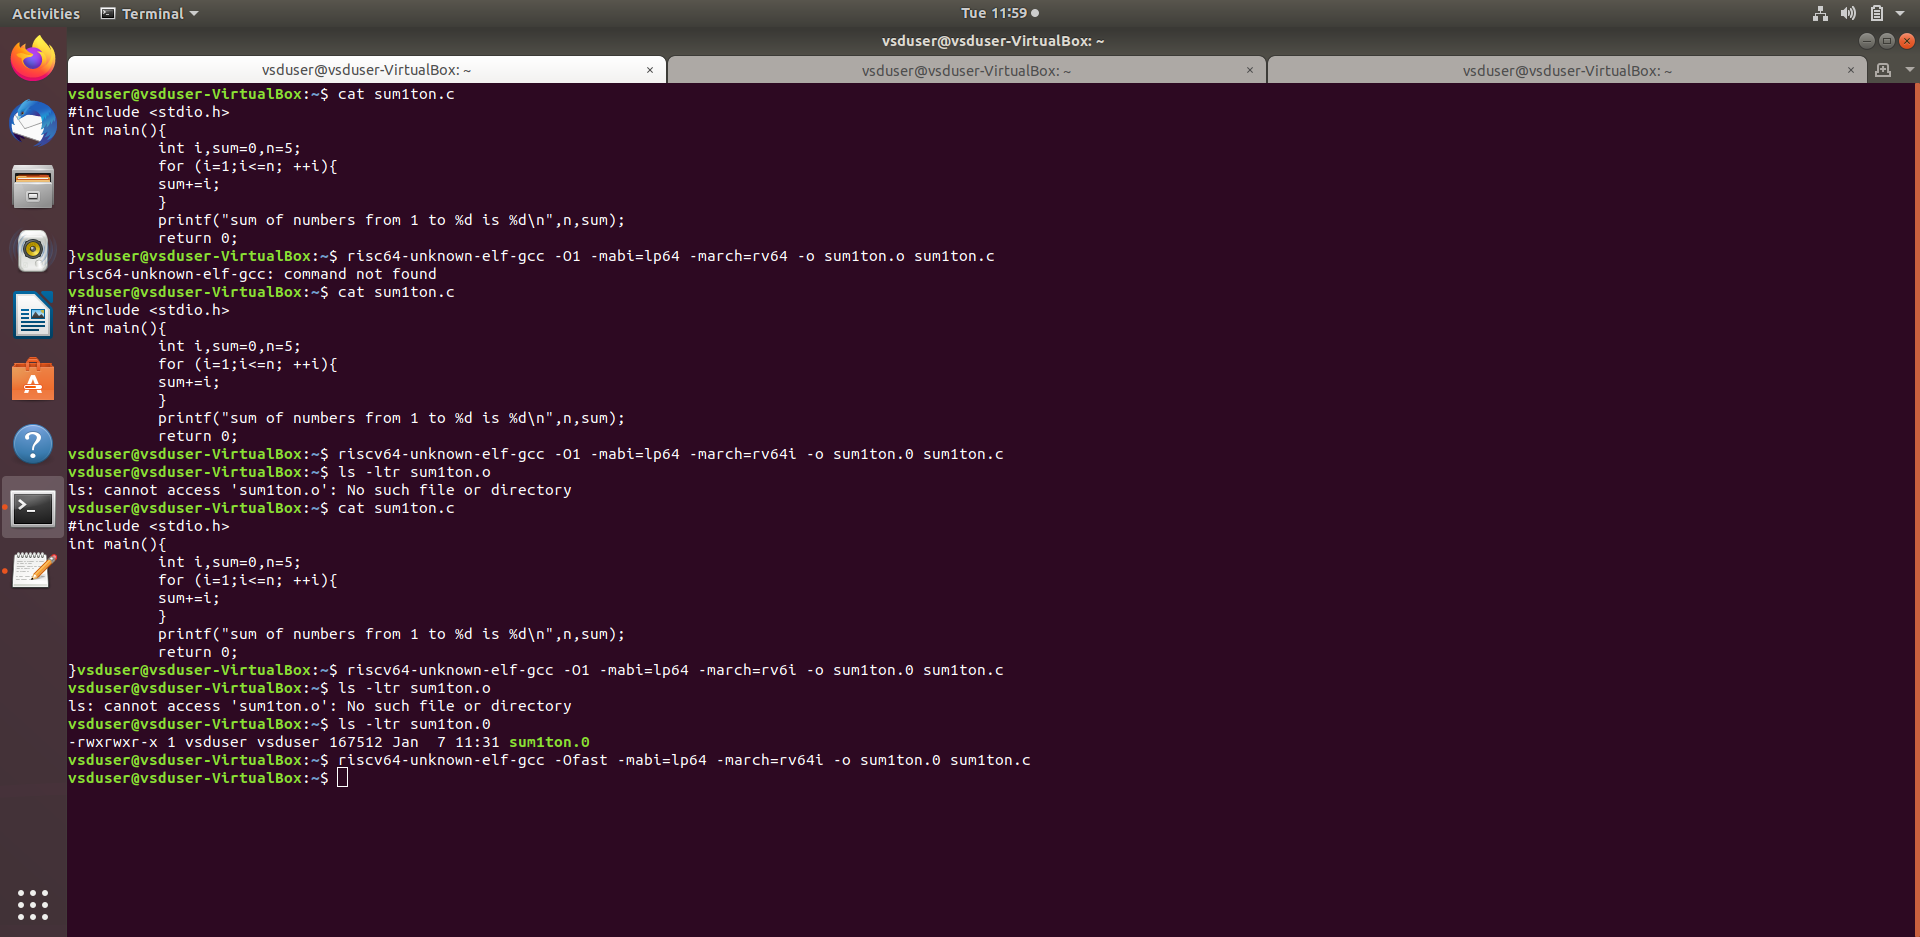 Activities
Terminal
Tue 11:59
vsduser@vsduser-VirtualBox: ~
vsduser@vsduser-VirtualBox: ~
vsduser@vsduser-VirtualBox: ~
vsduser@vsduser-VirtualBox: ~
vsduser@vsduser-VirtualBox:~$ cat sum1ton.c
#include <stdio.h>
int main(){
int i,sum=0,n=5;
for (i=1;i<=n; ++i){
sum+=i;
}
printf("sum of numbers from 1 to %d is %d\n",n,sum);
return 0;
}vsduser@vsduser-VirtualBox:~$ risc64-unknown-elf-gcc -O1 -mabi=lp64 -march=rv64 -o sum1ton.o sum1ton.c
risc64-unknown-elf-gcc: command not found
vsduser@vsduser-VirtualBox:~$ cat sum1ton.c
#include <stdio.h>
int main(){
int i,sum=0,n=5;
for (i=1;i<=n; ++i){
sum+=i;
}
printf("sum of numbers from 1 to %d is %d\n",n,sum);
return 0;
vsduser@vsduser-VirtualBox:~$ riscv64-unknown-elf-gcc -O1 -mabi=lp64 -march=rv64i -o sum1ton.0 sum1ton.c
vsduser@vsduser-VirtualBox:~$ ls -ltr sum1ton.o
ls: cannot access 'sum1ton.o': No such file or directory
vsduser@vsduser-VirtualBox:~$ cat sum1ton.c
#include <stdio.h>
int main(){
int i,sum=0,n=5;
for (i=1;i<=n; ++i){
sum+=i;
}
printf("sum of numbers from 1 to %d is %d\n",n,sum);
return 0;
}vsduser@vsduser-VirtualBox:~$ riscv64-unknown-elf-gcc -O1 -mabi=lp64 -march=rv6i -o sum1ton.0 sum1ton.c
vsduser@vsduser-VirtualBox:~$ ls -ltr sum1ton.o
ls: cannot access 'sum1ton.o': No such file or directory
vsduser@vsduser-VirtualBox:~$ ls -ltr sum1ton.0
-rwxrwxr-x 1 vsduser vsduser 167512 Jan  7 11:31 sum1ton.0
vsduser@vsduser-VirtualBox:~$ riscv64-unknown-elf-gcc -Ofast -mabi=lp64 -march=rv64i -o sum1ton.0 sum1ton.c
vsduser@vsduser-VirtualBox:~$